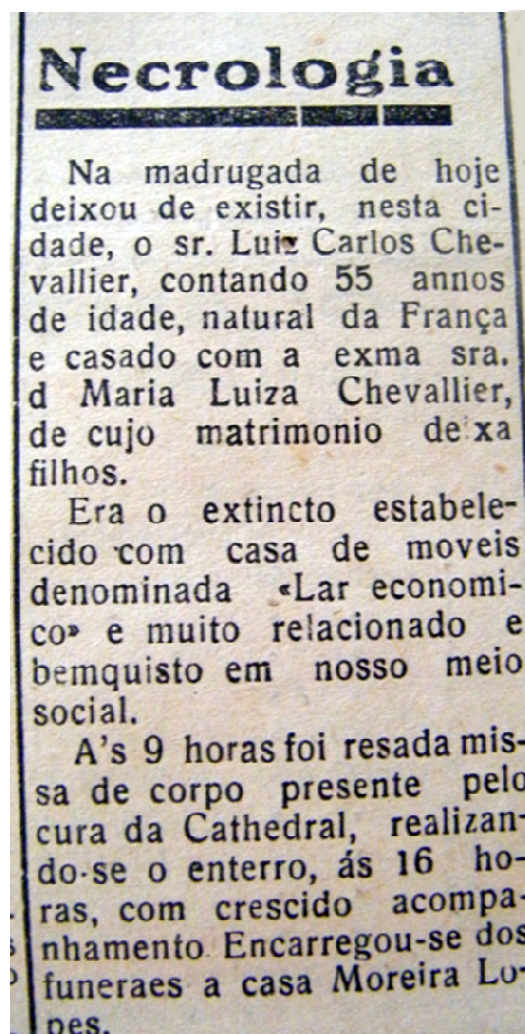 Necrologia
Na madrugada de hoje
deixou de existir, nesta ci-
dade, o sr. Luiz Carlos Che-
vallier, contando 55 annos
de idade, natural da França
e casado com a exma sra.
d Maria Luiza Chevallier,
de cujo matrimonio deixa
filhos.
Era o extincto estabele-
cido com casa de moveis
denominada «Lar economi-
co» e muito relacionado e
bemquisto em nosso meio
social.
A's 9 horas foi resada mis-
sa de corpo presente pelo
cura da Cathedral, realizan-
do-se o enterro, ás 16 ho-
ras, com crescido acompa-
nhamento. Encarregou-se dos
funeraes a casa Moreira Lo-
pes.